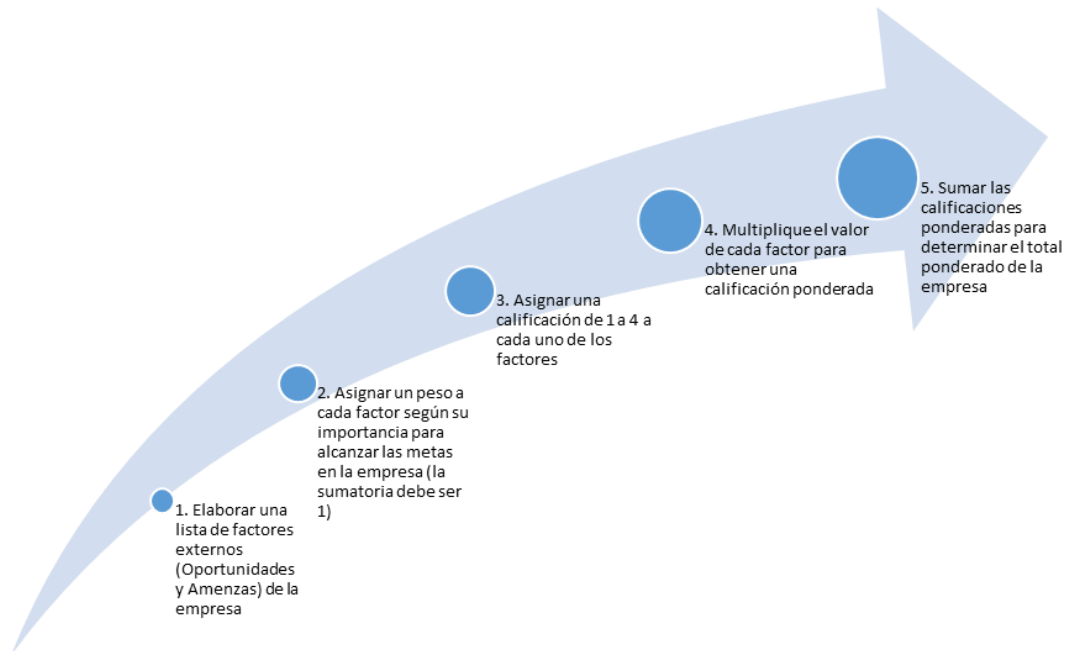 1. Elaborar una
lista de factores
externos
(Oportunidades
y Amenzas) de la
empresa
2. Asignar un peso a
cada factor según su
importancia para
alcanzar las metas
en la empresa (la
sumatoria debe ser
1)
3. Asignar una
calificación de 1 a 4 a
cada uno de los
factores
4. Multiplique el valor
de cada factor para
obtener una
calificación ponderada
5. Sumar las
calificaciones
ponderadas para
determinar el total
ponderado de la
empresa